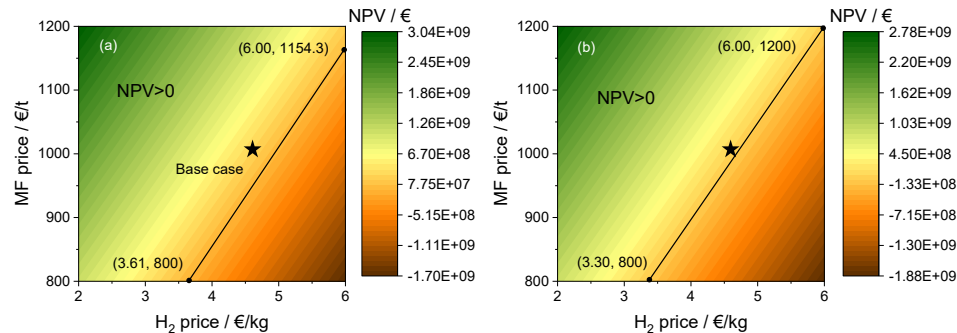 NPV / €
(a)
(6.00, 1154.3)
NPV>0
Base case
(3.61, 800)
1200
1100
1000
900
800
2
3
4
5
6
MF price / €/t
H₂ price / €/kg
3.04E+09
2.45E+09
1.86E+09
1.26E+09
6.70E+08
7.75E+07
-5.15E+08
-1.11E+09
-1.70E+09
NPV / €
(b)
(6.00, 1200)
NPV>0
(3.30, 800)
1200
1100
1000
900
800
2
3
4
5
6
MF price / €/t
H₂ price / €/kg
2.78E+09
2.20E+09
1.62E+09
1.03E+09
4.50E+08
-1.33E+08
-7.15E+08
-1.30E+09
-1.88E+09